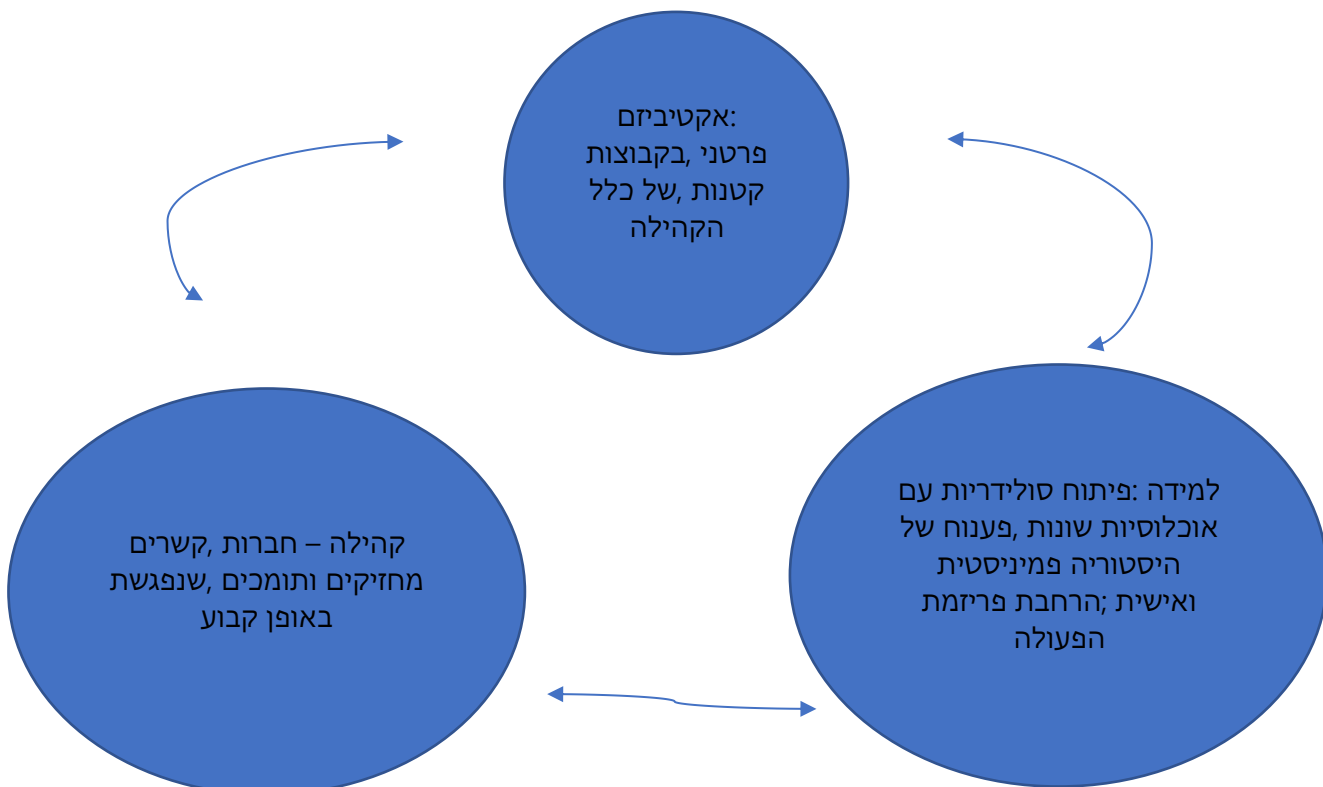 אקטיביזם:
פרטני ,בקבוצות
קטנות ,של כלל
הקהילה
למידה :פיתוח סולידריות עם
אוכלוסיות שונות ,פענוח של
היסטוריה פמיניסטית
ואישית ;הרחבת פריזמת
הפעולה
קהילה – חברות ,קשרים
מחזיקים ותומכים ,שנפגשת
באופן קבוע